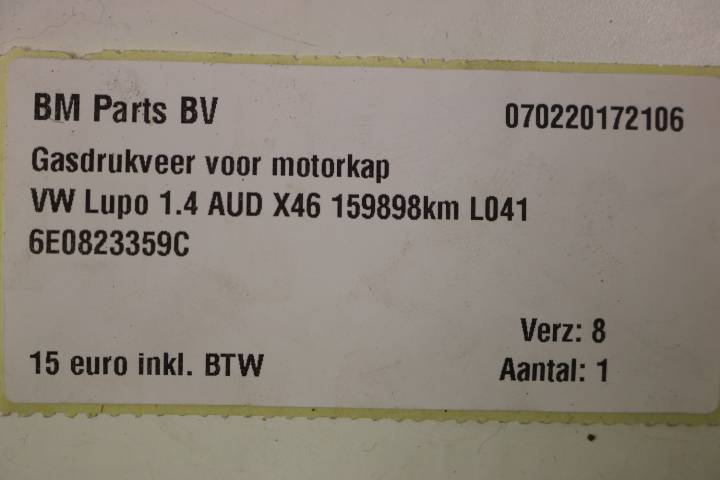 BM Parts BV 070220172106
Gasdrukveer voor motorkap
VW Lupo 1.4 AUD X46 159898km L041
6E0823359C
Verz: 8
15 euro inkl. BTW Aantal: 1